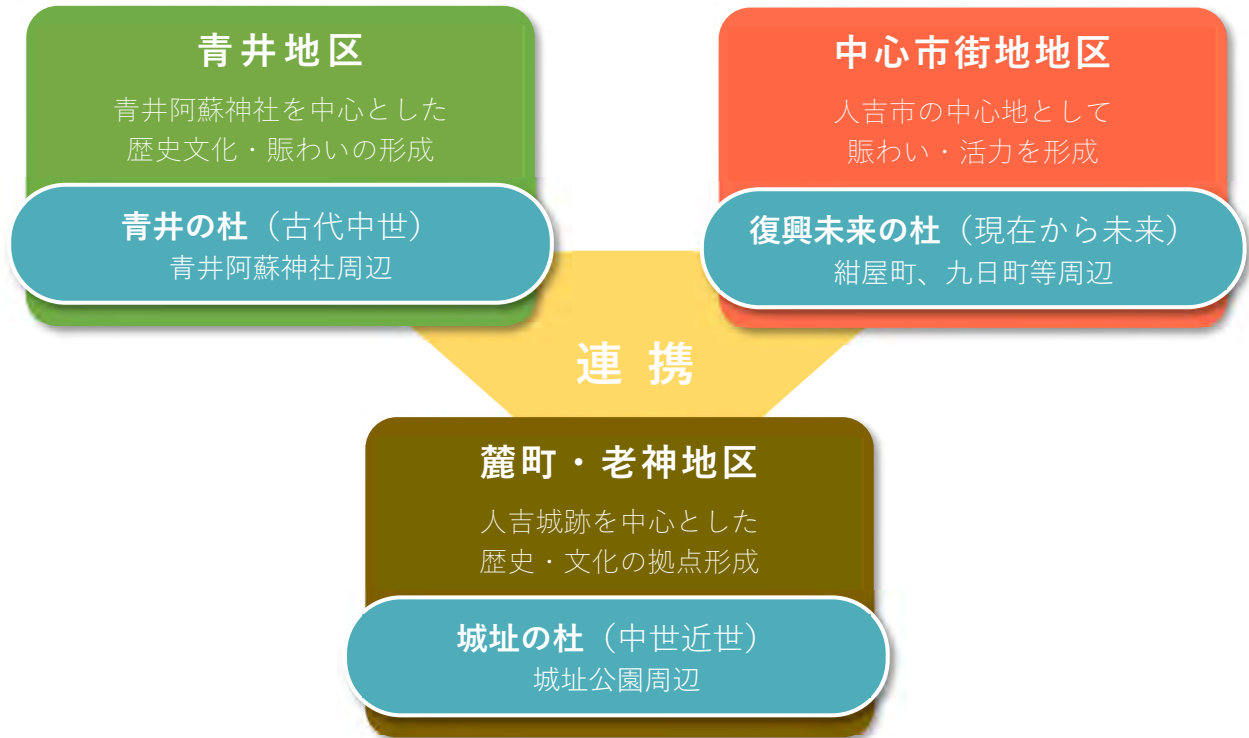 青井地区
青井阿蘇神社を中心とした
歴史文化・賑わいの形成
青井の杜（古代中世）
青井阿蘇神社周辺
中心市街地地区
人吉市の中心地として
賑わい・活力を形成
復興未来の杜（現在から未来）
紺屋町、九日町等周辺
連携
麓町・老神地区
人吉城跡を中心とした
歴史・文化の拠点形成
城址の杜（中世近世）
城址公園周辺